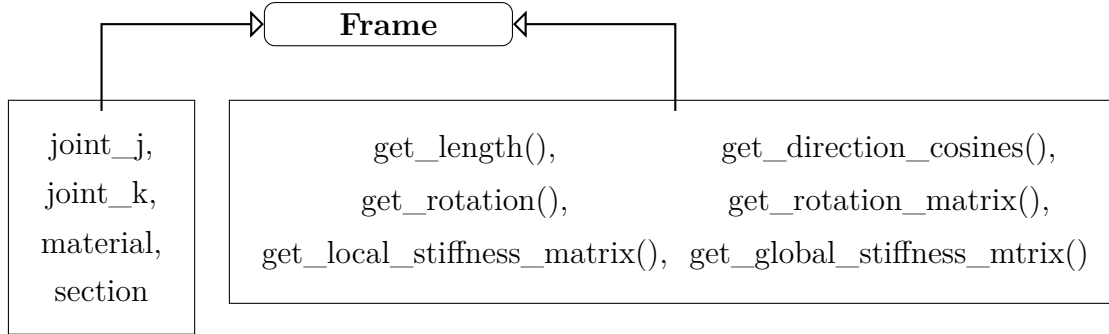 Frame
joint_j,
joint_k,
material,
section
get_length(), get_direction_cosines(),
get_rotation(), get_rotation_matrix(),
get_local_stiffness_matrix(), get_global_stiffness_mtrix()